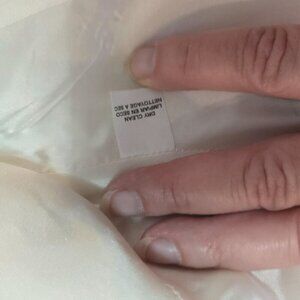 DRY CLEAN
LIMPIAR EN SECO
NETTOYAGE A SEC